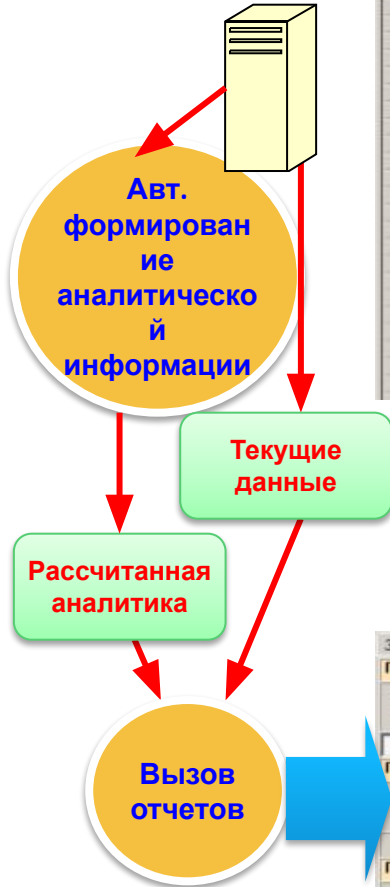 Авт.
формирован
ие
аналитическо
й
информации
Текущие
данные
Рассчитанная
аналитика
Вызов
отчетов